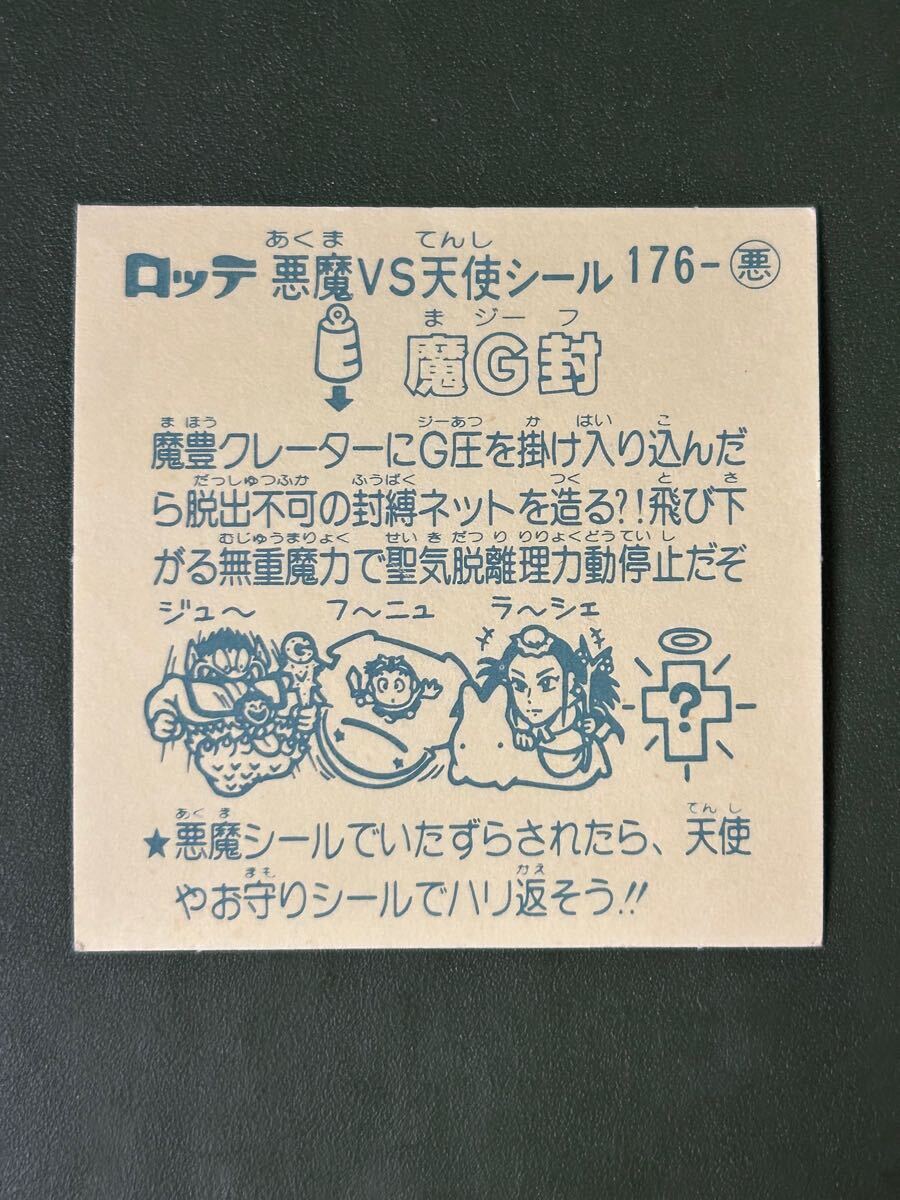 あくま てんし
ロッテ 悪魔VS天使シール 176-悪
ま ジー フ
魔G封
ま ほう ジーあつ か はい こ
魔豊クレーターにG圧を掛け入り込んだ
だっしゅつふか ふうばく つく と さ
ら脱出不可の封縛ネットを造る?!飛び下
むじゅうまりょく せい き だつ り りりょくどうてい し
がる無重魔力で聖気脱離理力動停止だぞ
ジュ〜 フ〜ニュ ラ〜シェ
G
?
あく ま てん し
★悪魔シールでいたずらされたら、天使
まも かえ
やお守りシールでハリ返そう!!